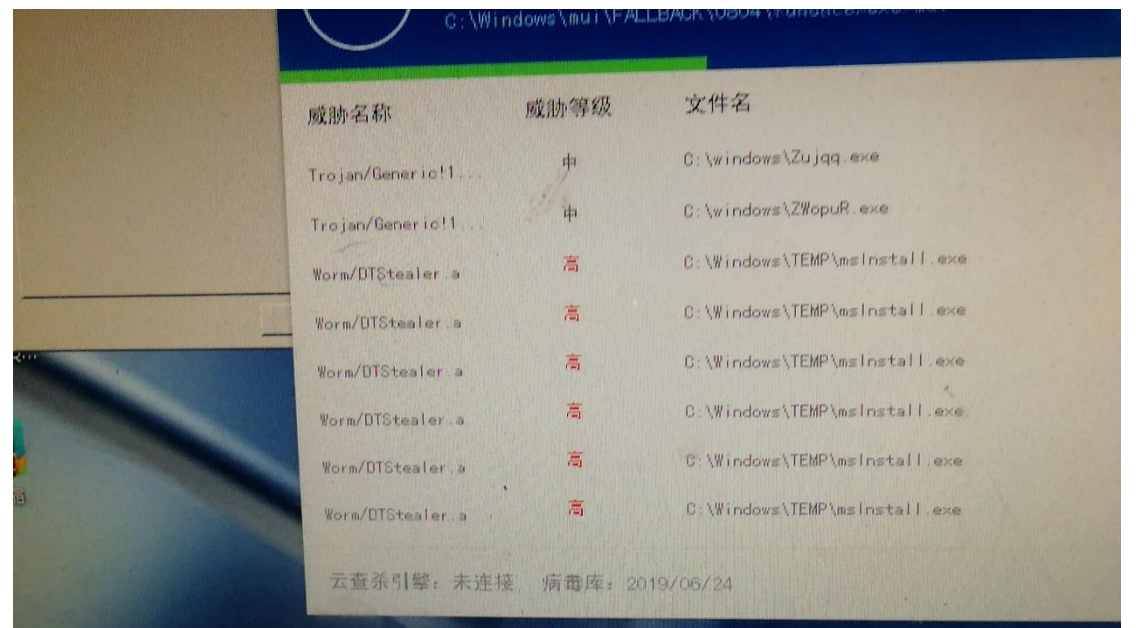 C:\Windows\mui\FALLBACK\0804\
威胁名称 威胁等级 文件名
Trojan/Generic!1... 中 C:\windows\Zujqq.exe
Trojan/Generic!1... 中 C:\windows\ZWopuR.exe
Worm/DTStealer.a 高 C:\Windows\TEMP\msInstall.exe
Worm/DTStealer.a 高 C:\Windows\TEMP\msInstall.exe
Worm/DTStealer.a 高 C:\Windows\TEMP\msInstall.exe
Worm/DTStealer.a 高 C:\Windows\TEMP\msInstall.exe
Worm/DTStealer.a 高 C:\Windows\TEMP\msInstall.exe
Worm/DTStealer.a 高 C:\Windows\TEMP\msInstall.exe
云查杀引擎：未连接 病毒库：2019/06/24